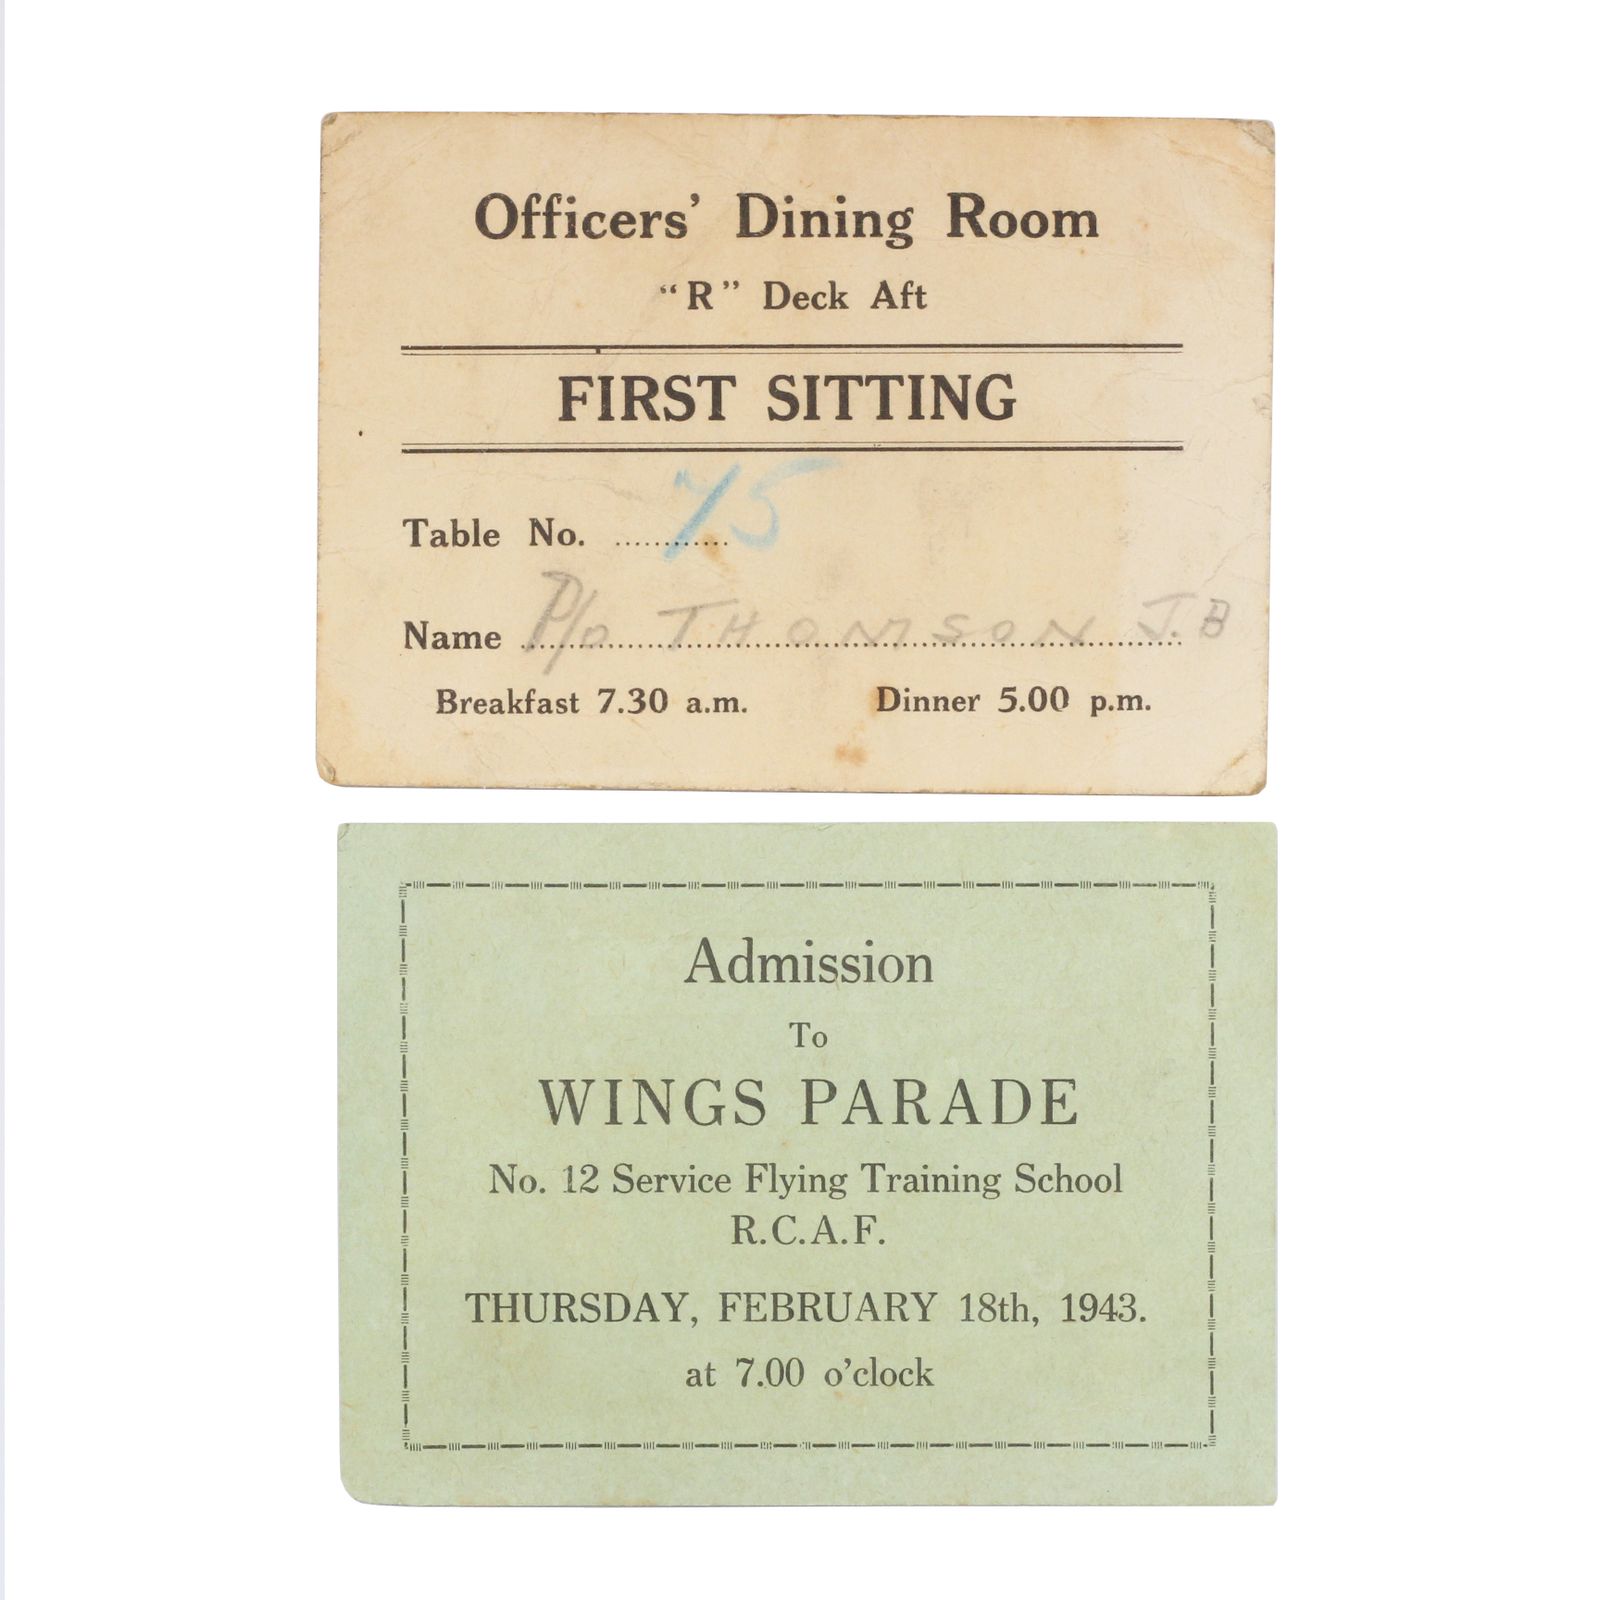 Officers' Dining Room
"R" Deck Aft
FIRST SITTING
Table No. ............ 75
Name P/O THOMSON J.B
Breakfast 7.30 a.m. Dinner 5.00 p.m.
Admission
To
WINGS PARADE
No. 12 Service Flying Training School
R.C.A.F.
THURSDAY, FEBRUARY 18th, 1943.
at 7.00 o'clock